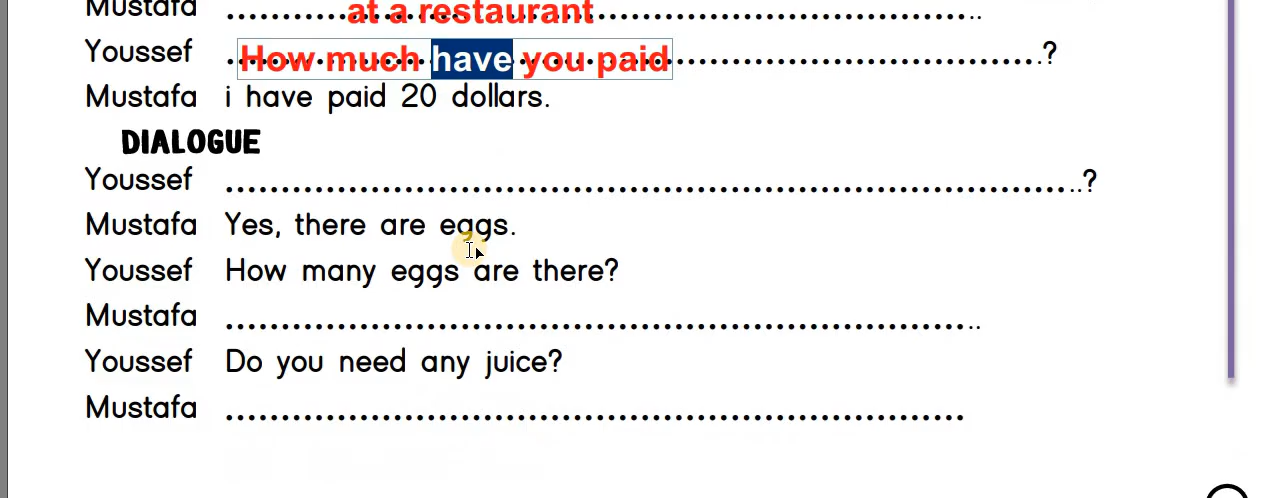 Mustafa at a restaurant
Youssef How much have you paid ?
Mustafa i have paid 20 dollars.
DIALOGUE
Youssef ?
Mustafa Yes, there are eggs.
Youssef How many eggs are there?
Mustafa
Youssef Do you need any juice?
Mustafa